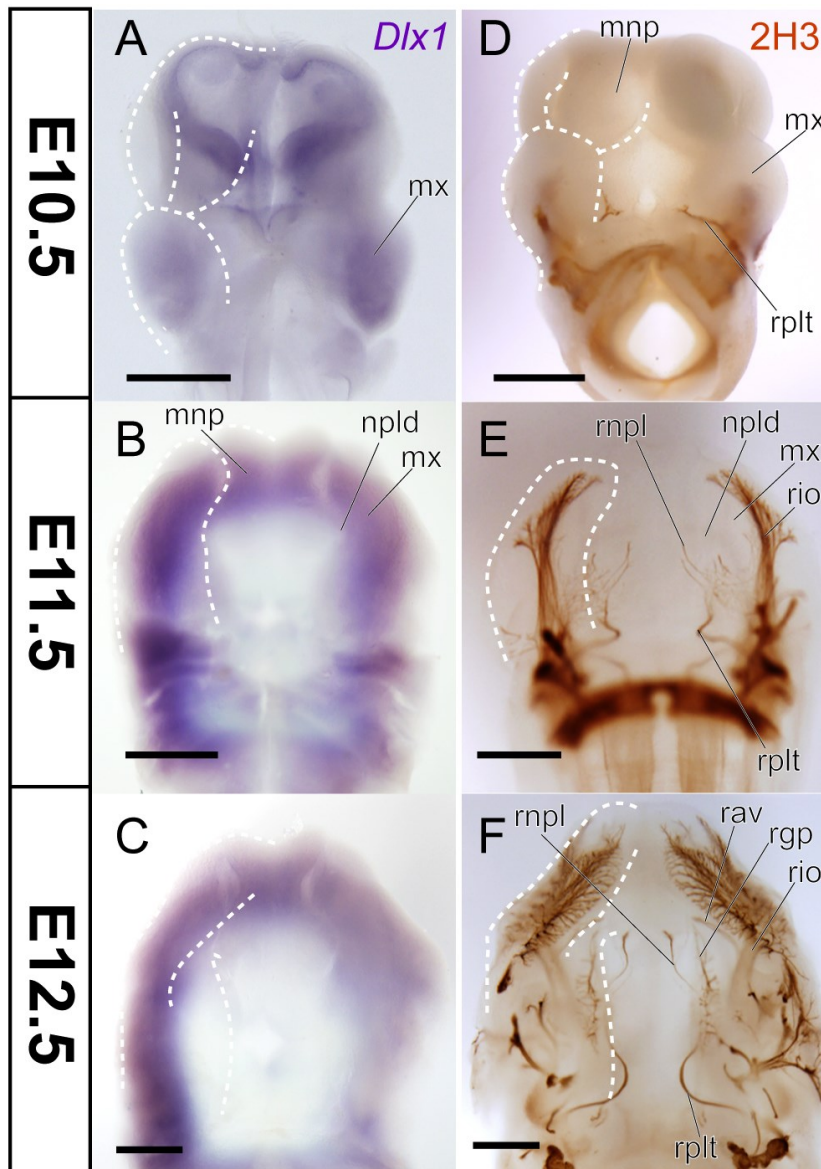 E10.5
A
Dlx1
mx
D
2H3
mnp
mx
rplt
E11.5
B
mnp
npld
mx
E
rnpl
npld
mx
rio
rplt
E12.5
C
F
rnpl
rav
rgp
rio
rplt